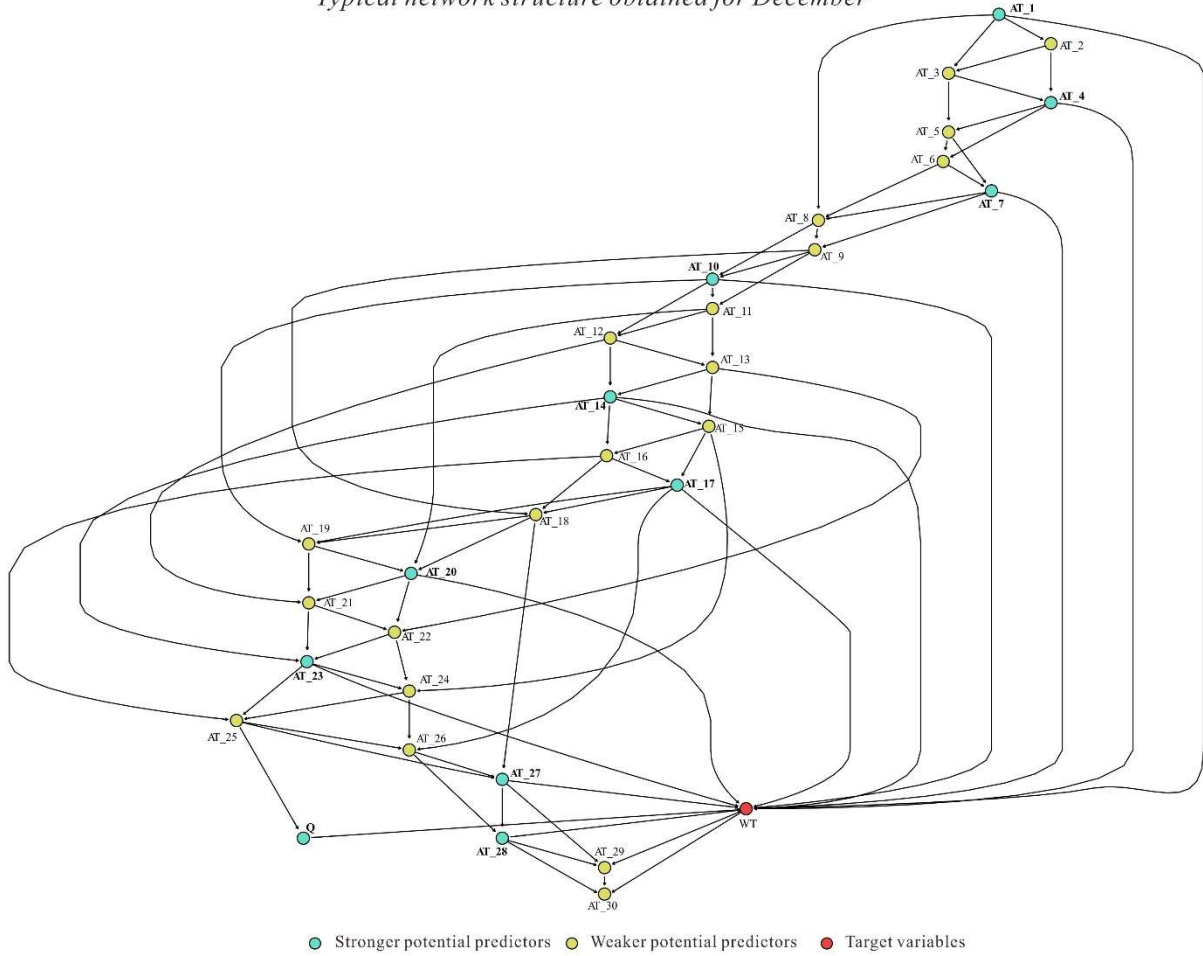 Typical network structure obtained for December
AT_1
AT_2
AT_3
AT_4
AT_5
AT_6
AT_7
AT_8
AT_9
AT_10
AT_11
AT_12
AT_13
AT_14
AT_15
AT_16
AT_17
AT_18
AT_19
AT_20
AT_21
AT_22
AT_23
AT_24
AT_25
AT_26
AT_27
WT
Q
AT_28
AT_29
AT_30
Stronger potential predictors Weaker potential predictors Target variables